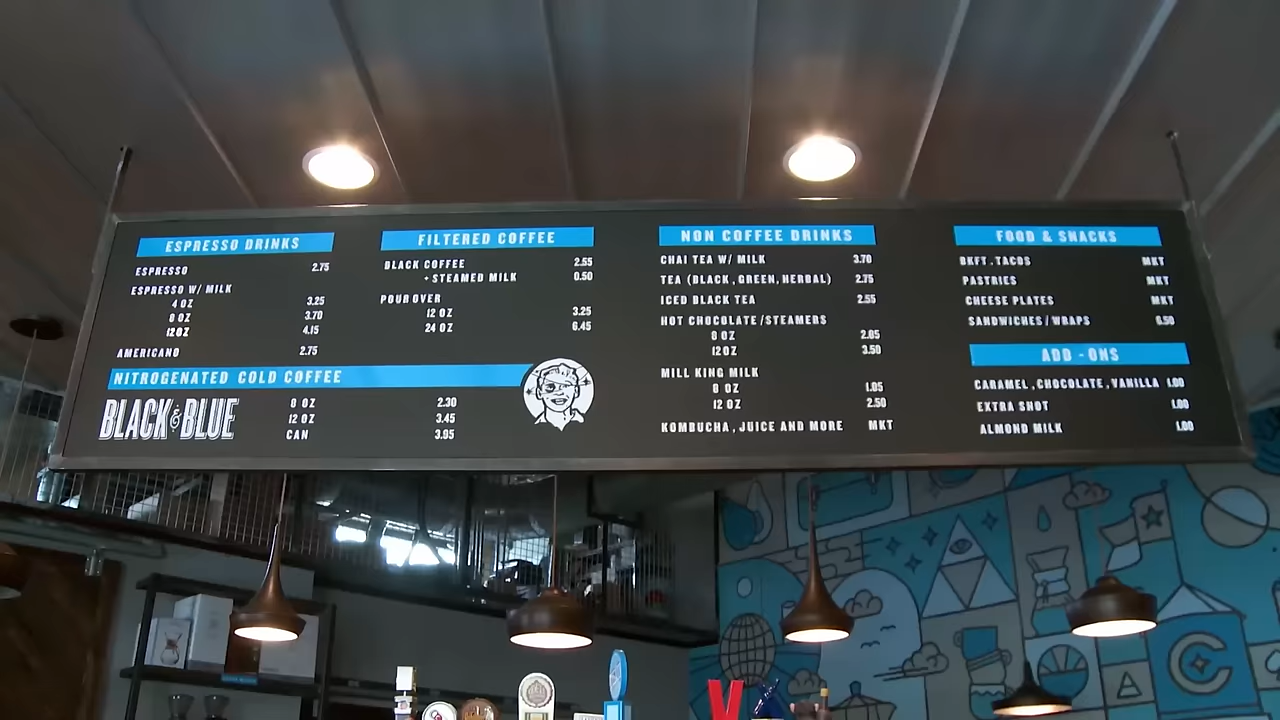 ESPRESSO DRINKS
ESPRESSO 2.75
ESPRESSO W/ MILK
4 OZ 3.25
8 OZ 3.70
12 OZ 4.15
AMERICANO 2.75
FILTERED COFFEE
BLACK COFFEE 2.55
+ STEAMED MILK 0.50
POUR OVER
12 OZ 3.25
24 OZ 6.45
NITROGENATED COLD COFFEE
BLACK & BLUE
8 OZ 2.30
12 OZ 3.45
CAN 3.95
NON COFFEE DRINKS
CHAI TEA W/ MILK 3.70
TEA (BLACK, GREEN, HERBAL) 2.75
ICED BLACK TEA 2.55
HOT CHOCOLATE/STEAMERS
8 OZ 2.85
12 OZ 3.50
MILL KING MILK
8 OZ 1.85
12 OZ 2.50
KOMBUCHA, JUICE AND MORE MKT
FOOD & SNACKS
BKFT. TACOS MKT
PASTRIES MKT
CHEESE PLATES MKT
SANDWICHES/WRAPS 6.50
ADD-ONS
CARAMEL, CHOCOLATE, VANILLA 1.00
EXTRA SHOT 1.00
ALMOND MILK 1.00